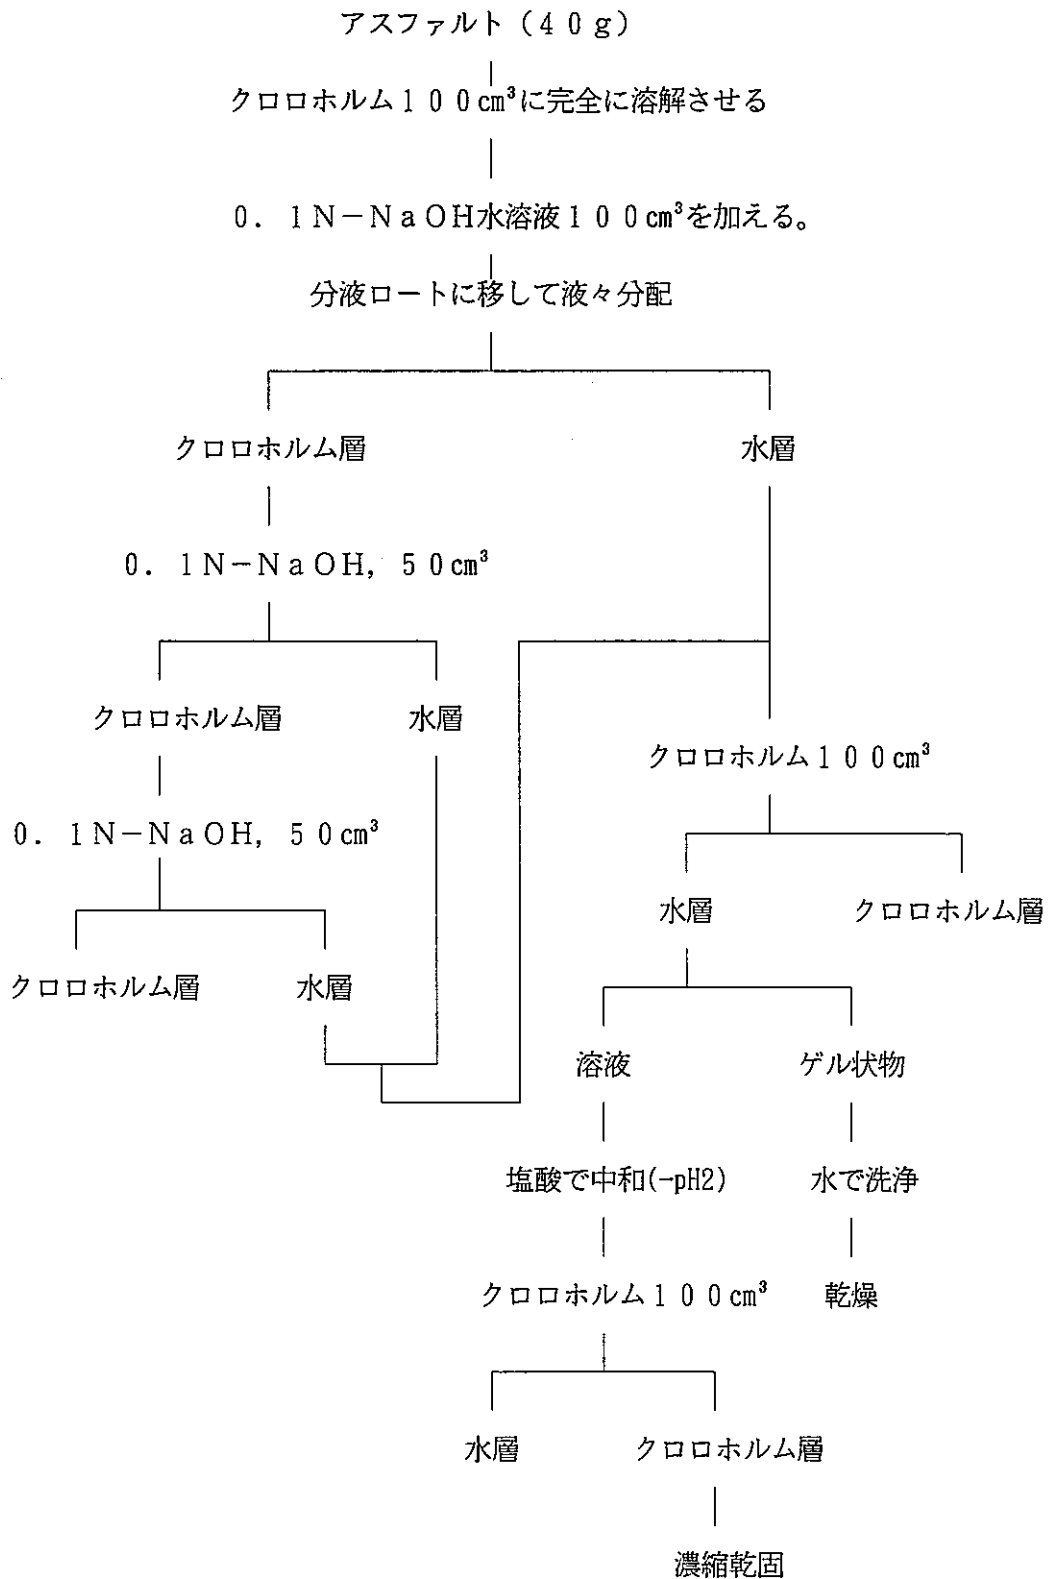 アスファルト（４０ｇ）
クロロホルム１００㎝³に完全に溶解させる
０．１Ｎ－ＮａＯＨ水溶液１００㎝³を加える。
分液ロートに移して液々分配
クロロホルム層
水層
０．１Ｎ－ＮａＯＨ，５０㎝³
クロロホルム層
水層
クロロホルム１００㎝³
０．１Ｎ－ＮａＯＨ，５０㎝³
水層
クロロホルム層
クロロホルム層
水層
溶液
ゲル状物
塩酸で中和(→pH2)
水で洗浄
クロロホルム１００㎝³
乾燥
水層
クロロホルム層
濃縮乾固